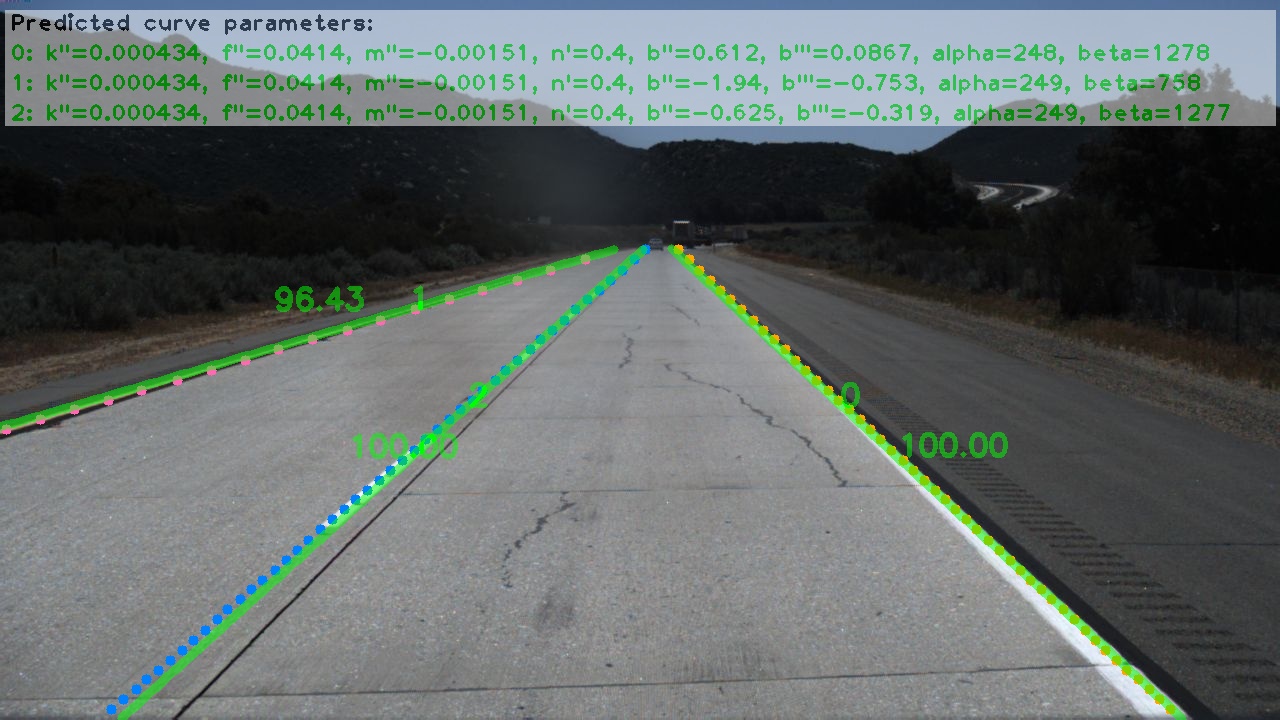 Predicted curve parameters:
0: k''=0.000434, f''=0.0414, m''=-0.00151, n'=0.4, b''=0.612, b'''=0.0867, alpha=248, beta=1278
1: k''=0.000434, f''=0.0414, m''=-0.00151, n'=0.4, b''=-1.94, b'''=-0.753, alpha=249, beta=758
2: k''=0.000434, f''=0.0414, m''=-0.00151, n'=0.4, b''=-0.625, b'''=-0.319, alpha=249, beta=1277
96.43 1
2 0
100.00 100.00